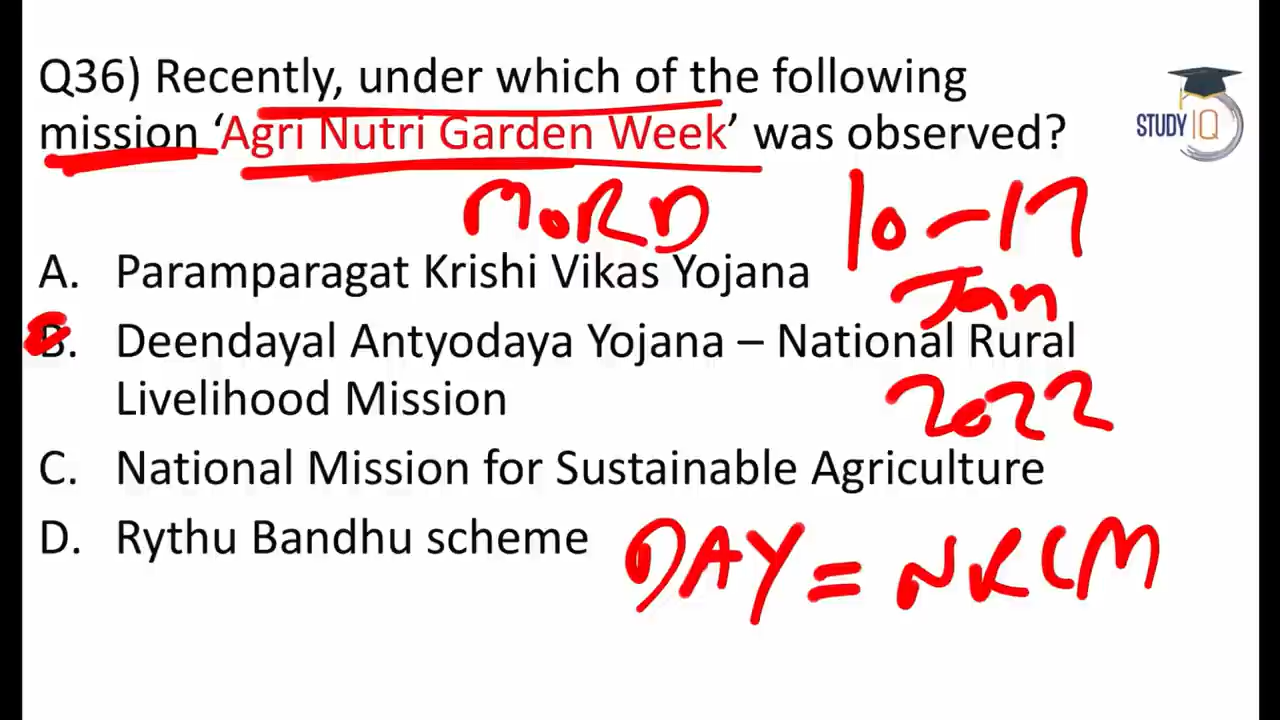 Q36) Recently, under which of the following
mission ‘Agri Nutri Garden Week’ was observed?
STUDY IQ
MORD
10-17
Jan
2022
A. Paramparagat Krishi Vikas Yojana
B. Deendayal Antyodaya Yojana – National Rural
Livelihood Mission
C. National Mission for Sustainable Agriculture
D. Rythu Bandhu scheme
DAY = NRLM